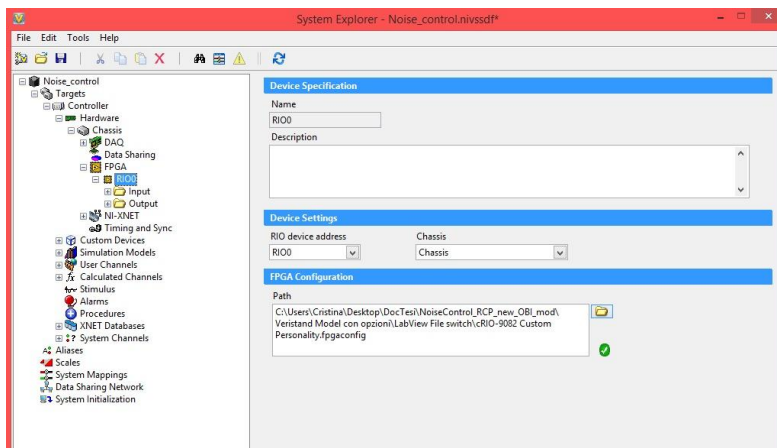 System Explorer - Noise_control.nivssdf*
File Edit Tools Help
Noise_control
Targets
Controller
Hardware
Chassis
DAQ
Data Sharing
FPGA
RIO0
Input
Output
NI-XNET
Timing and Sync
Custom Devices
Simulation Models
User Channels
fx Calculated Channels
Stimulus
Alarms
Procedures
XNET Databases
System Channels
Aliases
Scales
System Mappings
Data Sharing Network
System Initialization
Device Specification
Name
RIO0
Description
Device Settings
RIO device address Chassis
RIO0 Chassis
FPGA Configuration
Path
C:\Users\Cristina\Desktop\DocTesi\NoiseControl_RCP_new_OBI_mod\
Veristand Model con opzioni\LabView File switch\cRIO-9082 Custom
Personality.fpgaconfig